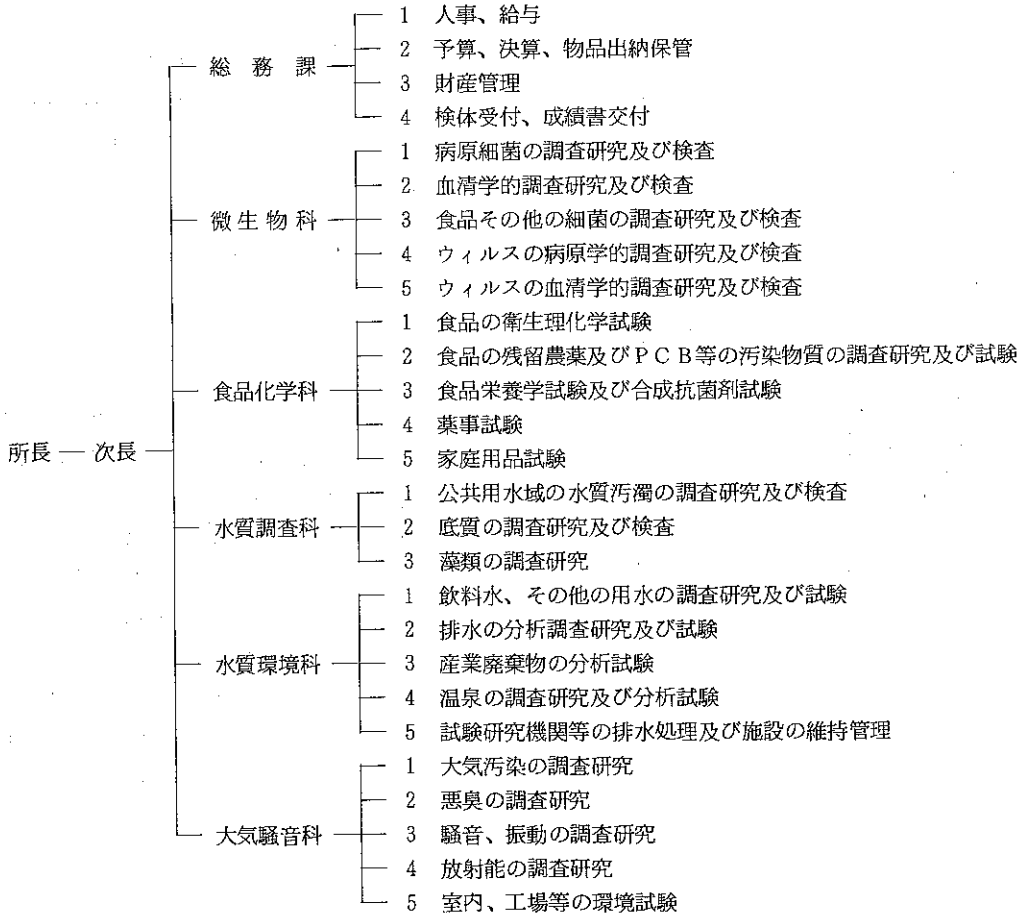 総務課
1 人事、給与
2 予算、決算、物品出納保管
3 財産管理
4 検体受付、成績書交付
微生物科
1 病原細菌の調査研究及び検査
2 血清学的調査研究及び検査
3 食品その他の細菌の調査研究及び検査
4 ウィルスの病原学的調査研究及び検査
5 ウィルスの血清学的調査研究及び検査
食品化学科
1 食品の衛生理化学試験
2 食品の残留農薬及びPCB等の汚染物質の調査研究及び試験
3 食品栄養学試験及び合成抗菌剤試験
4 薬事試験
5 家庭用品試験
所長 ― 次長
水質調査科
1 公共用水域の水質汚濁の調査研究及び検査
2 底質の調査研究及び検査
3 藻類の調査研究
水質環境科
1 飲料水、その他の用水の調査研究及び試験
2 排水の分析調査研究及び試験
3 産業廃棄物の分析試験
4 温泉の調査研究及び分析試験
5 試験研究機関等の排水処理及び施設の維持管理
大気騒音科
1 大気汚染の調査研究
2 悪臭の調査研究
3 騒音、振動の調査研究
4 放射能の調査研究
5 室内、工場等の環境試験